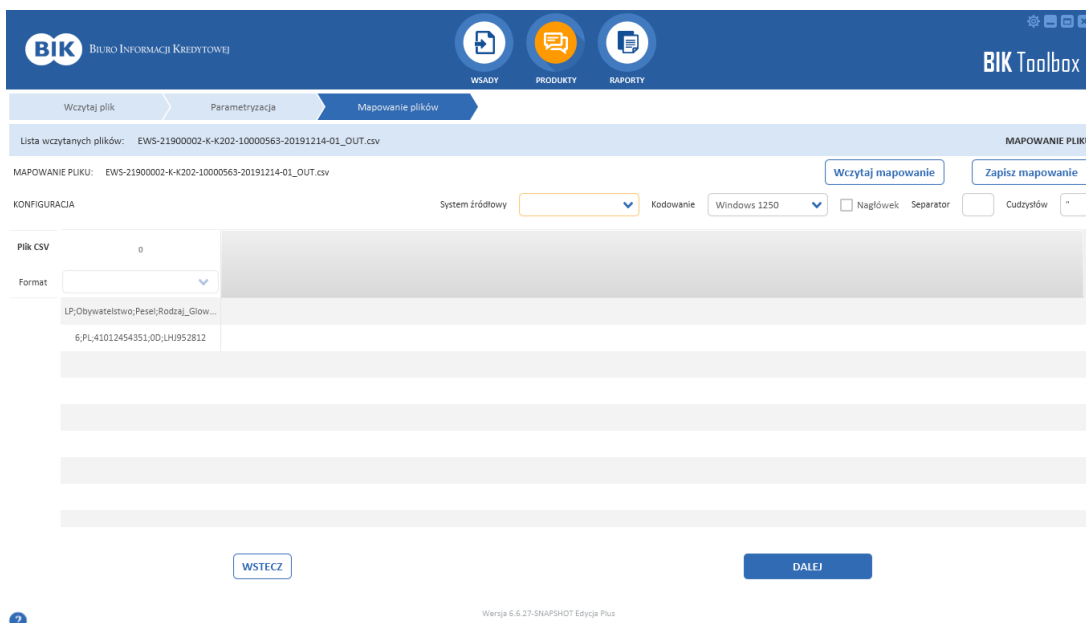 BIK BIURO INFORMACJI KREDYTOWEJ
WSADY PRODUKTY RAPORTY
BIK Toolbox
Wczytaj plik Parametryzacja Mapowanie plików
Lista wczytanych plików: EWS-21900002-K-K202-10000563-20191214-01_OUT.csv MAPOWANIE PLIKU
MAPOWANIE PLIKU: EWS-21900002-K-K202-10000563-20191214-01_OUT.csv Wczytaj mapowanie Zapisz mapowanie
KONFIGURACJA System źródłowy Kodowanie Windows 1250 Nagłówek Separator Cudzysłów "
Plik CSV 0
Format
LP;Obywatelstwo;Pesel;Rodzaj_Glow...
6;PL;41012454351;0D;LHJ952812
WSTECZ DALEJ
Wersja 6.5.27-SNAPSHOT Edycja Plus
?